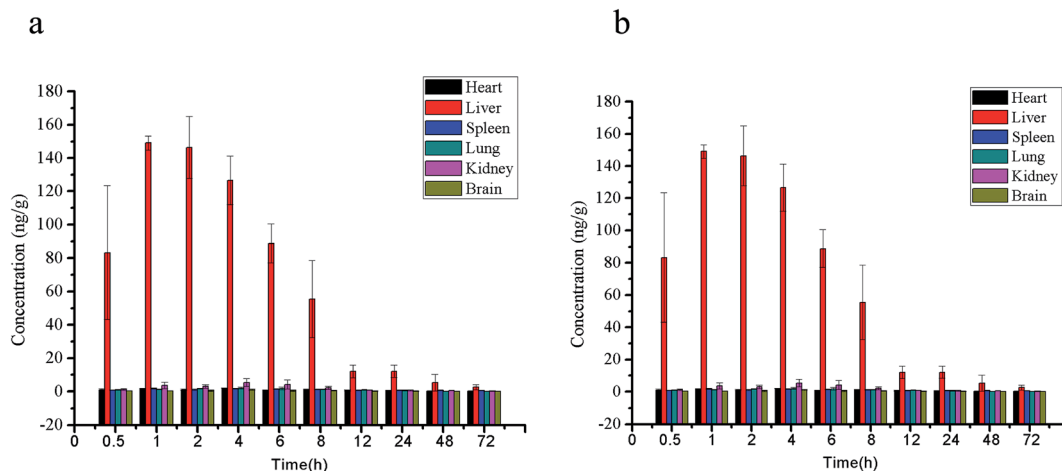 a
Heart
Liver
Spleen
Lung
Kidney
Brain
180
160
140
120
100
80
60
40
20
0
-20
Concentration (ng/g)
0 0.5 1 2 4 6 8 12 24 48 72
Time(h)
b
Heart
Liver
Spleen
Lung
Kidney
Brain
180
160
140
120
100
80
60
40
20
0
-20
Concentration (ng/g)
0 0.5 1 2 4 6 8 12 24 48 72
Time(h)